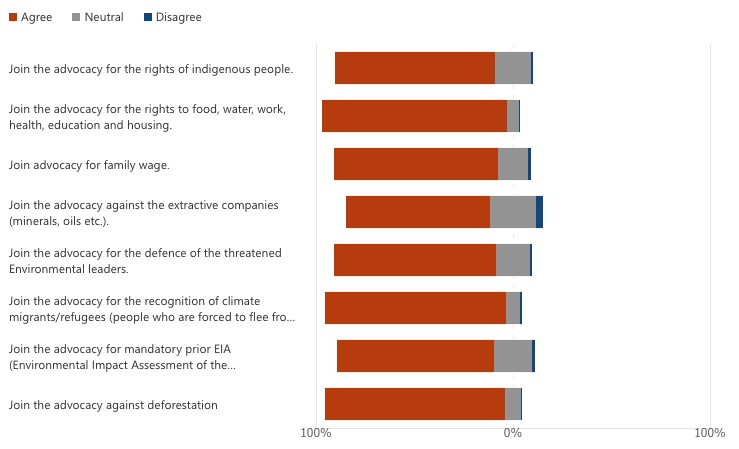 Agree Neutral Disagree
Join the advocacy for the rights of indigenous people.
Join the advocacy for the rights to food, water, work,
health, education and housing.
Join advocacy for family wage.
Join the advocacy against the extractive companies
(minerals, oils etc.).
Join the advocacy for the defence of the threatened
Environmental leaders.
Join the advocacy for the recognition of climate
migrants/refugees (people who are forced to flee fro...
Join the advocacy for mandatory prior EIA
(Environmental Impact Assessment of the...
Join the advocacy against deforestation
100% 0% 100%